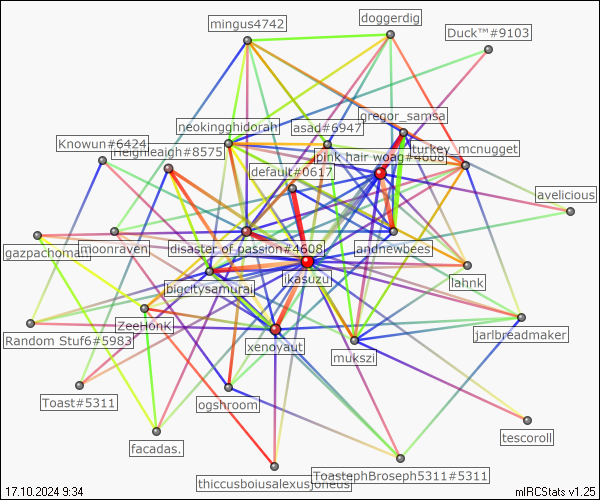 mingus4742
doggerdig
Duck™#9103
gregor_samsa
neokingghidorah
asad#6947
Knowun#6424
Heighleigh#8575
pink hair woag#4608
turkey_mcnugget
default#0617
avelicious
gazpachoma
moonraven
disaster of passion#4608
andnewbees
bigcitysamurai
ikasuzu
lahnk
Random Stuf6#5983
ZeeHonk
xenoyaut
mukszi
jarlbreadmaker
Toast#5311
ogshroom
facadas.
tescoroll
thiccusboiusalexusjoneus
ToastephBroseph5311#5311
17.10.2024 9:34
mIRCStats v1.25